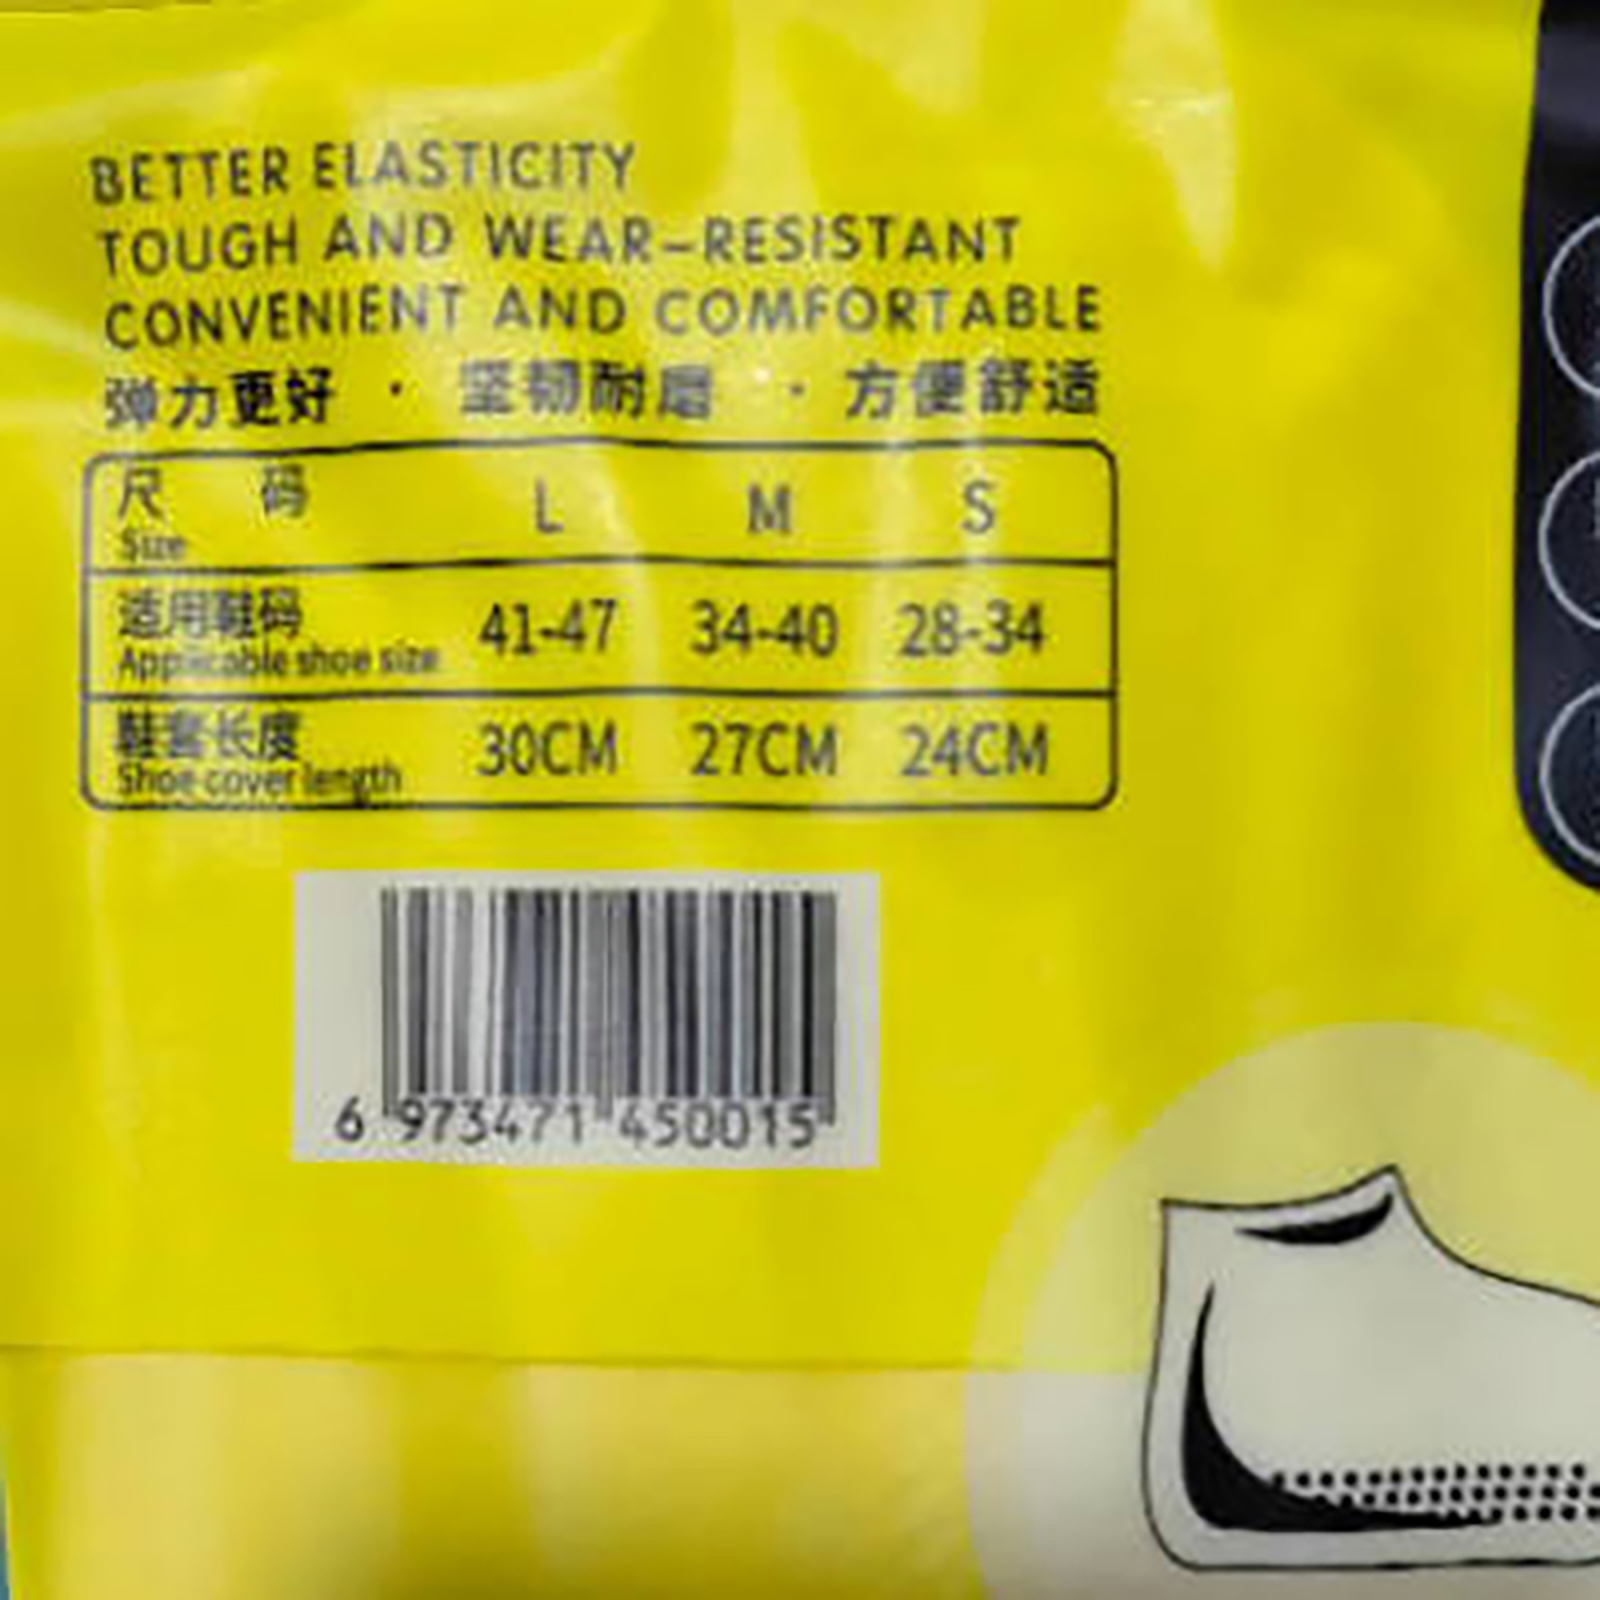 BETTER ELASTICITY
TOUGH AND WEAR-RESISTANT
CONVENIENT AND COMFORTABLE
弹力更好 · 坚韧耐磨 · 方便舒适
尺 码 L M S
Size
适用鞋码 41-47 34-40 28-34
Applicable shoe size
鞋套长度 30CM 27CM 24CM
Shoe cover length
6 973471 450015